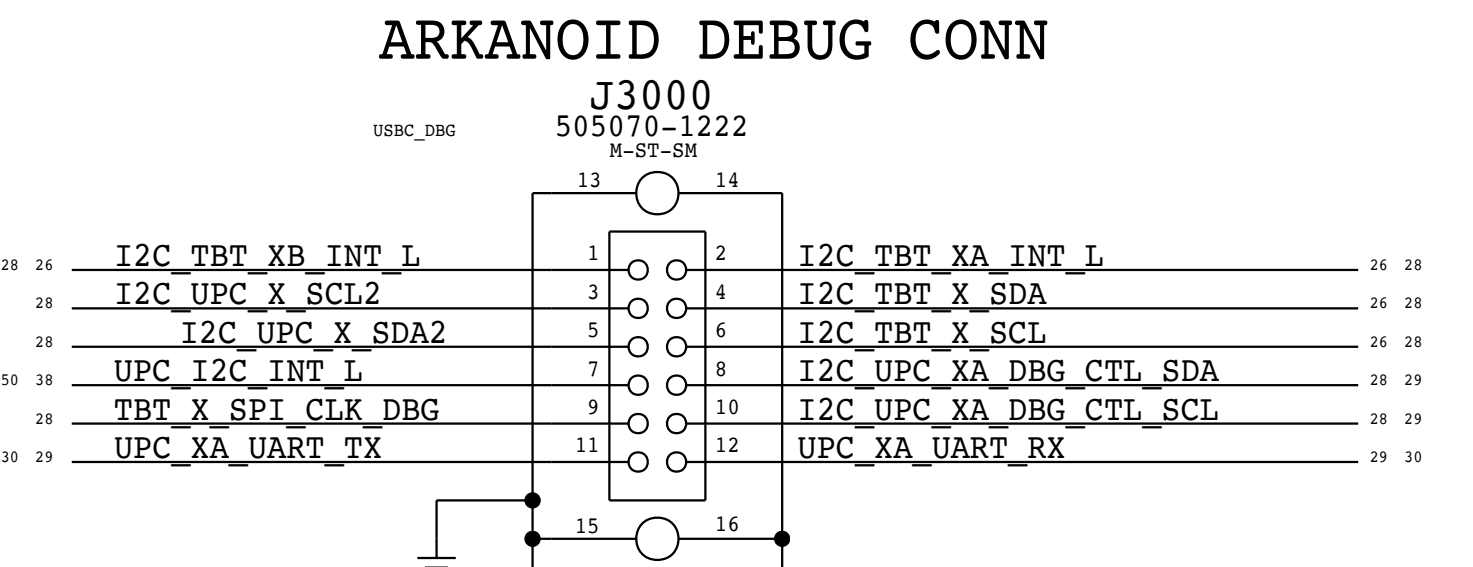 ARKANOID DEBUG CONN
J3000
USBC_DBG 505070-1222
M-ST-SM
13 14
28 26 I2C_TBT_XB_INT_L 1 2 I2C_TBT_XA_INT_L 26 28
28 I2C_UPC_X_SCL2 3 4 I2C_TBT_X_SDA 26 28
28 I2C_UPC_X_SDA2 5 6 I2C_TBT_X_SCL 26 28
50 38 UPC_I2C_INT_L 7 8 I2C_UPC_XA_DBG_CTL_SDA 28 29
28 TBT_X_SPI_CLK_DBG 9 10 I2C_UPC_XA_DBG_CTL_SCL 28 29
30 29 UPC_XA_UART_TX 11 12 UPC_XA_UART_RX 29 30
15 16